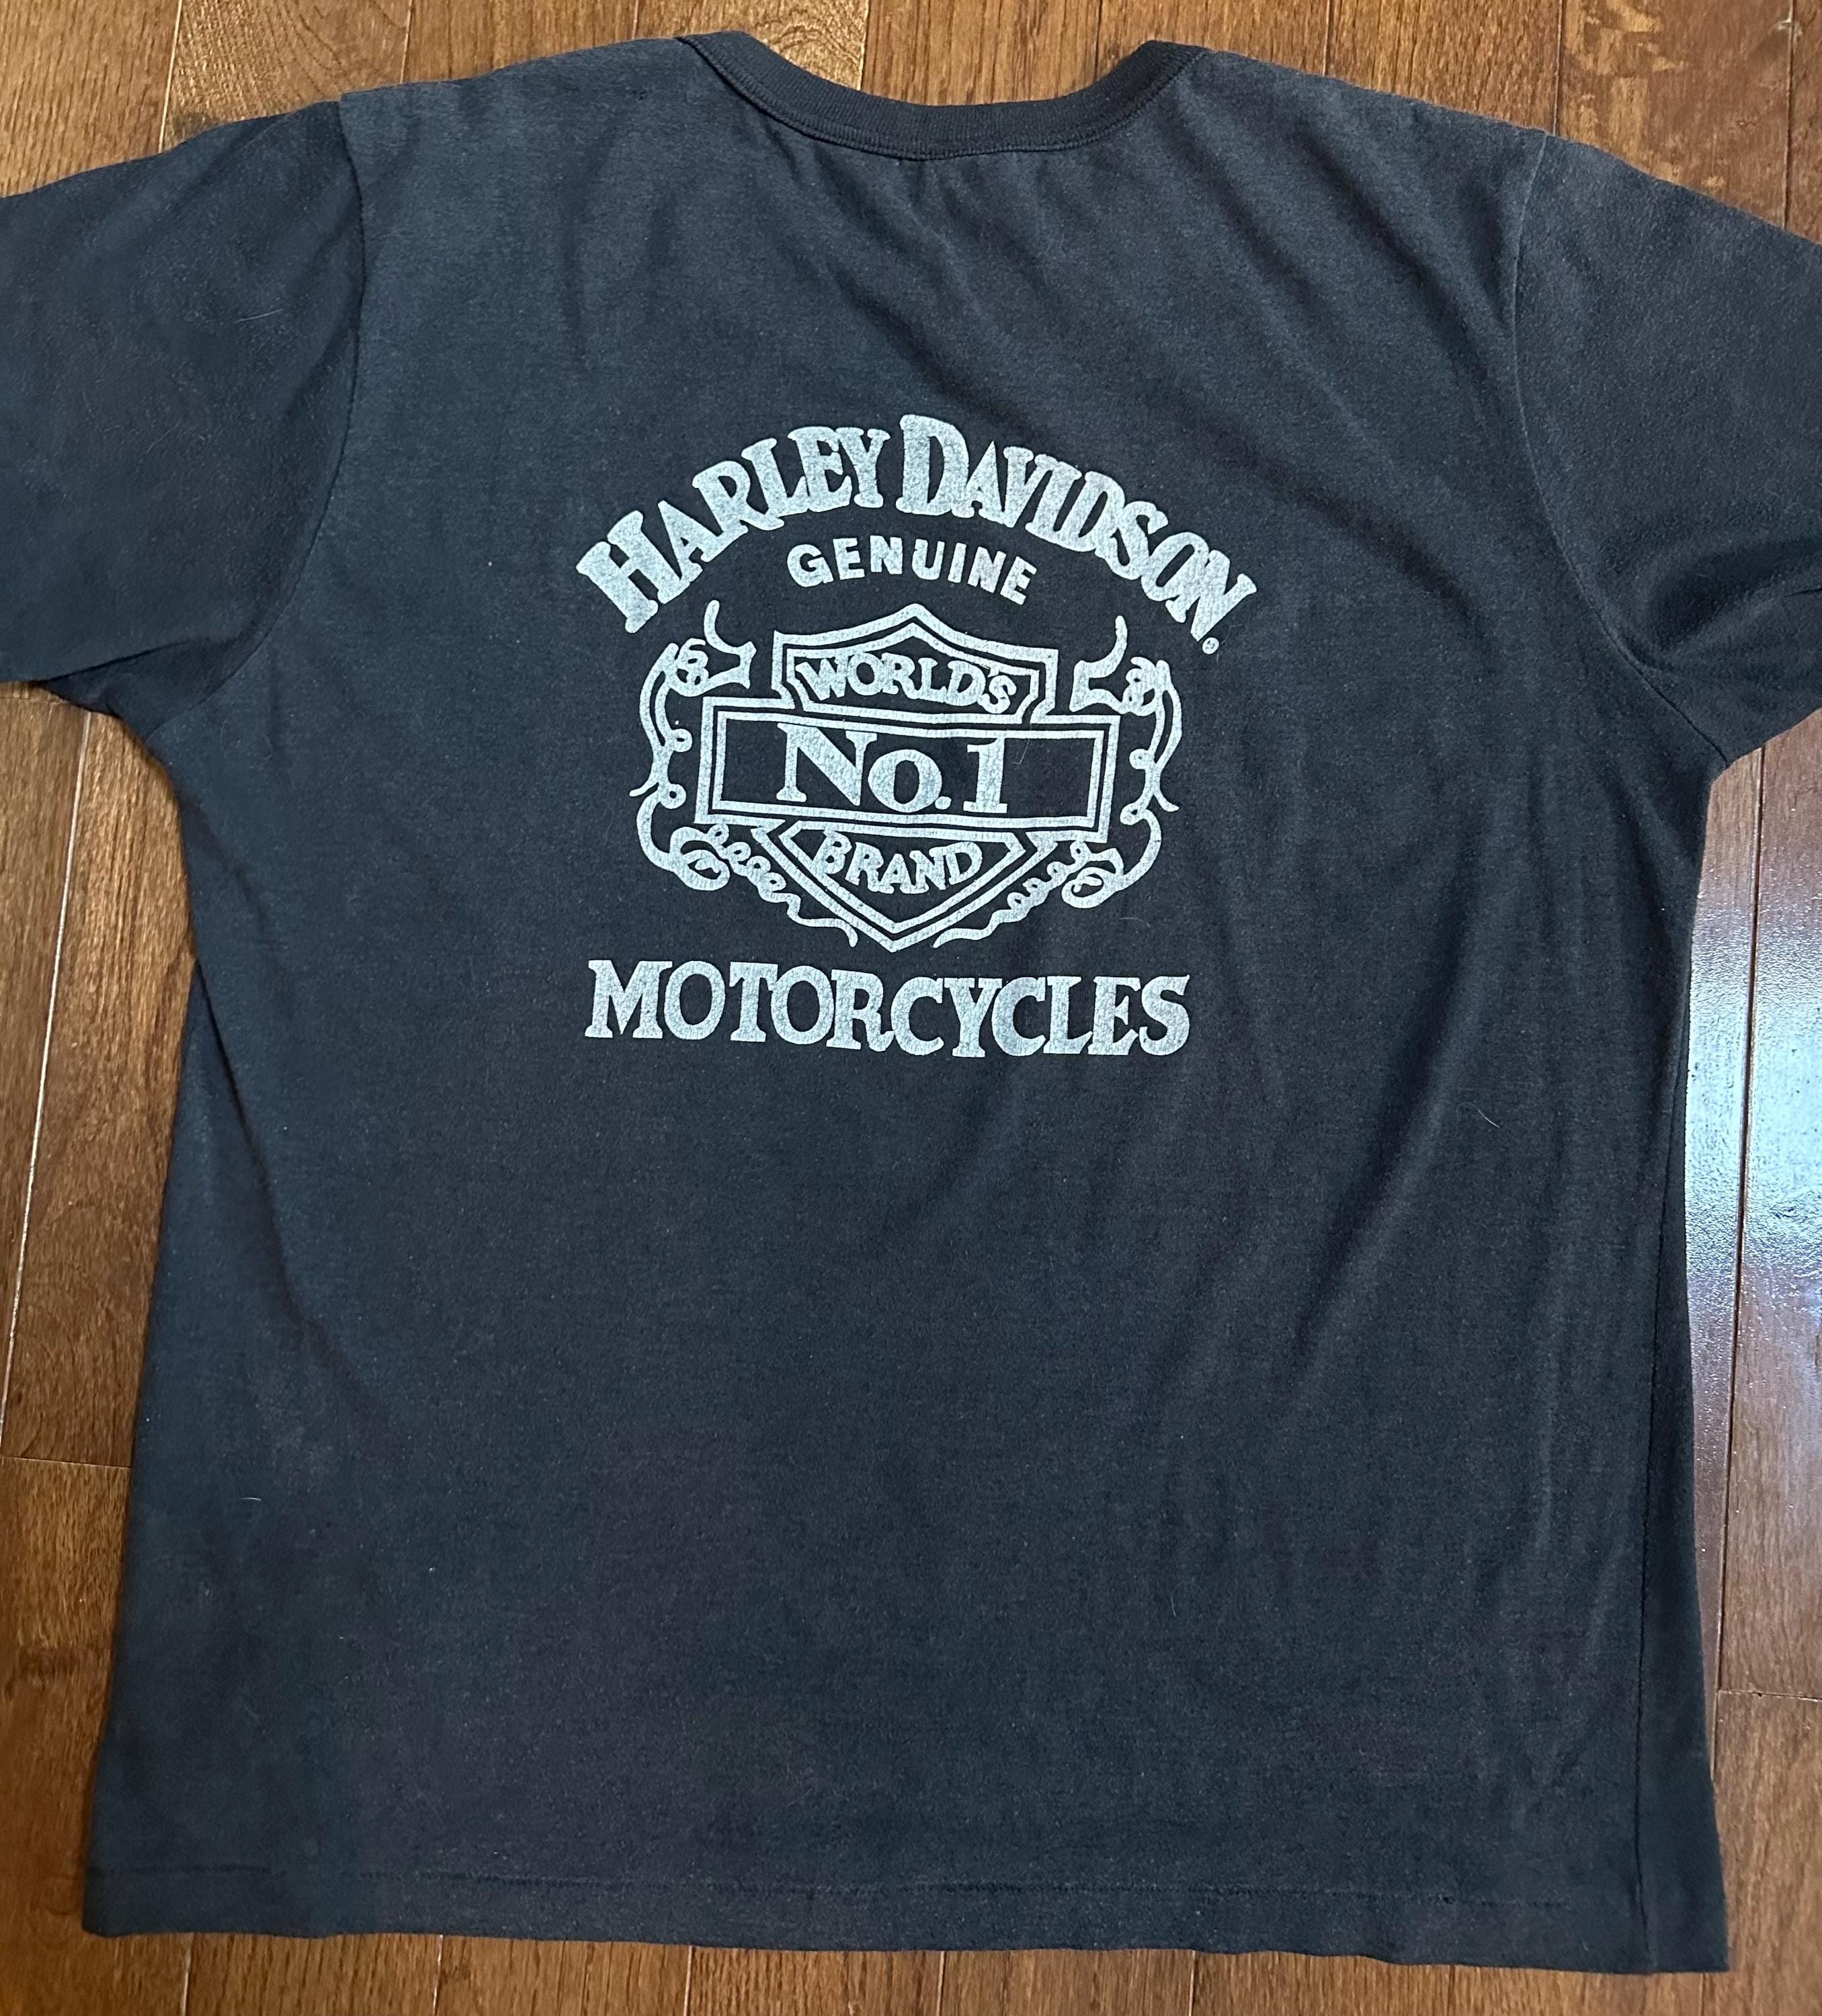 HARLEY DAVIDSON
GENUINE
WORLD'S
No.1
BRAND
MOTORCYCLES